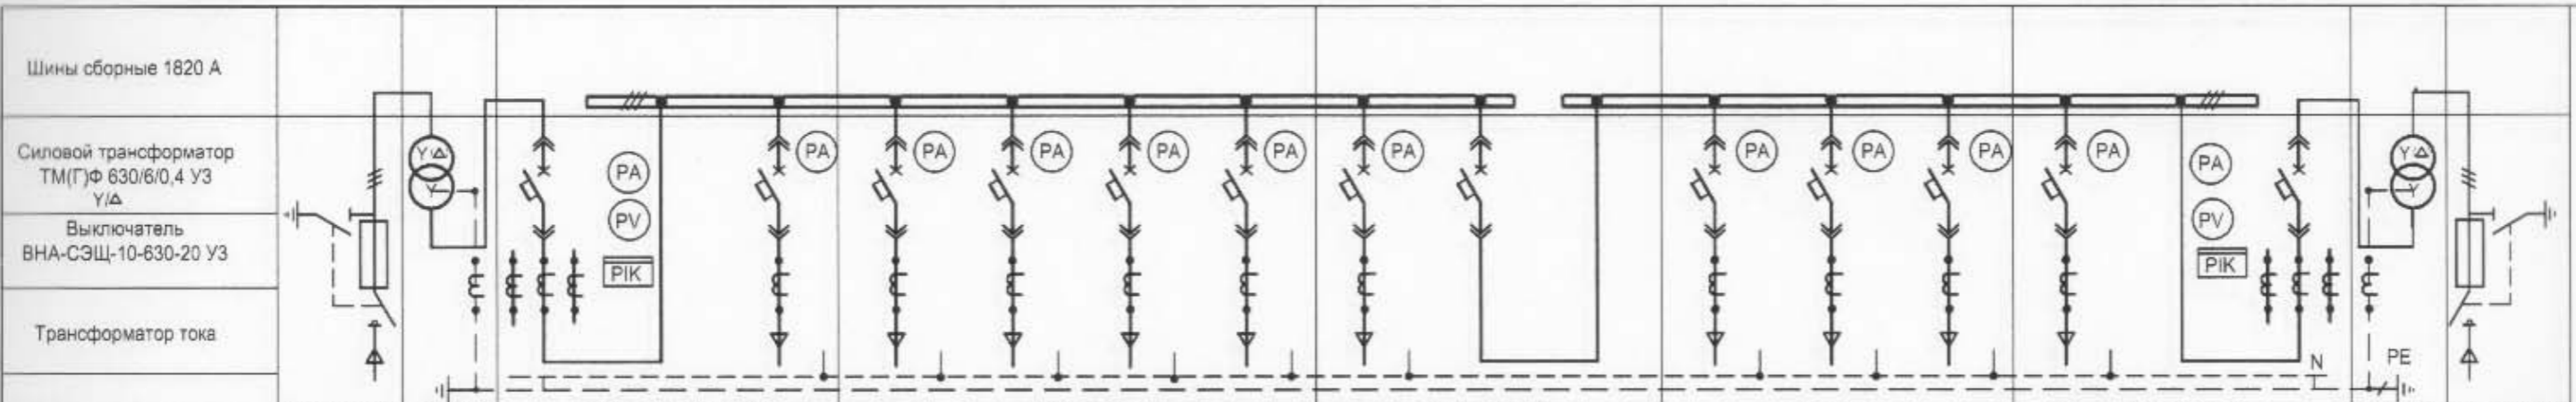 Шины сборные 1820 А
Силовой трансформатор
ТМ(Г)Ф 630/6/0,4 У3
Y/Δ
Выключатель
ВНА-СЭЩ-10-630-20 У3
Трансформатор тока
Y/Δ
Y
PA
PV
PIK
PA
PA
PA
PA
PA
PA
PA
PA
PA
PA
PA
PV
PIK
Y/Δ
Y
N
PE